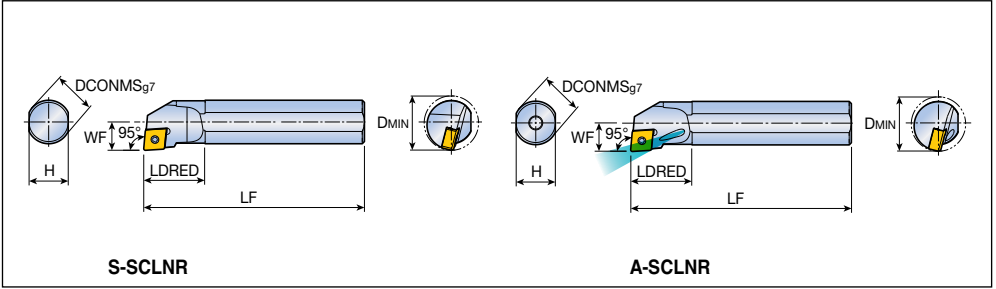 DCONMSg7
WF 95°
H
LDRED
LF
DMIN
S-SCLNR
DCONMSg7
WF 95°
H
LDRED
LF
DMIN
A-SCLNR